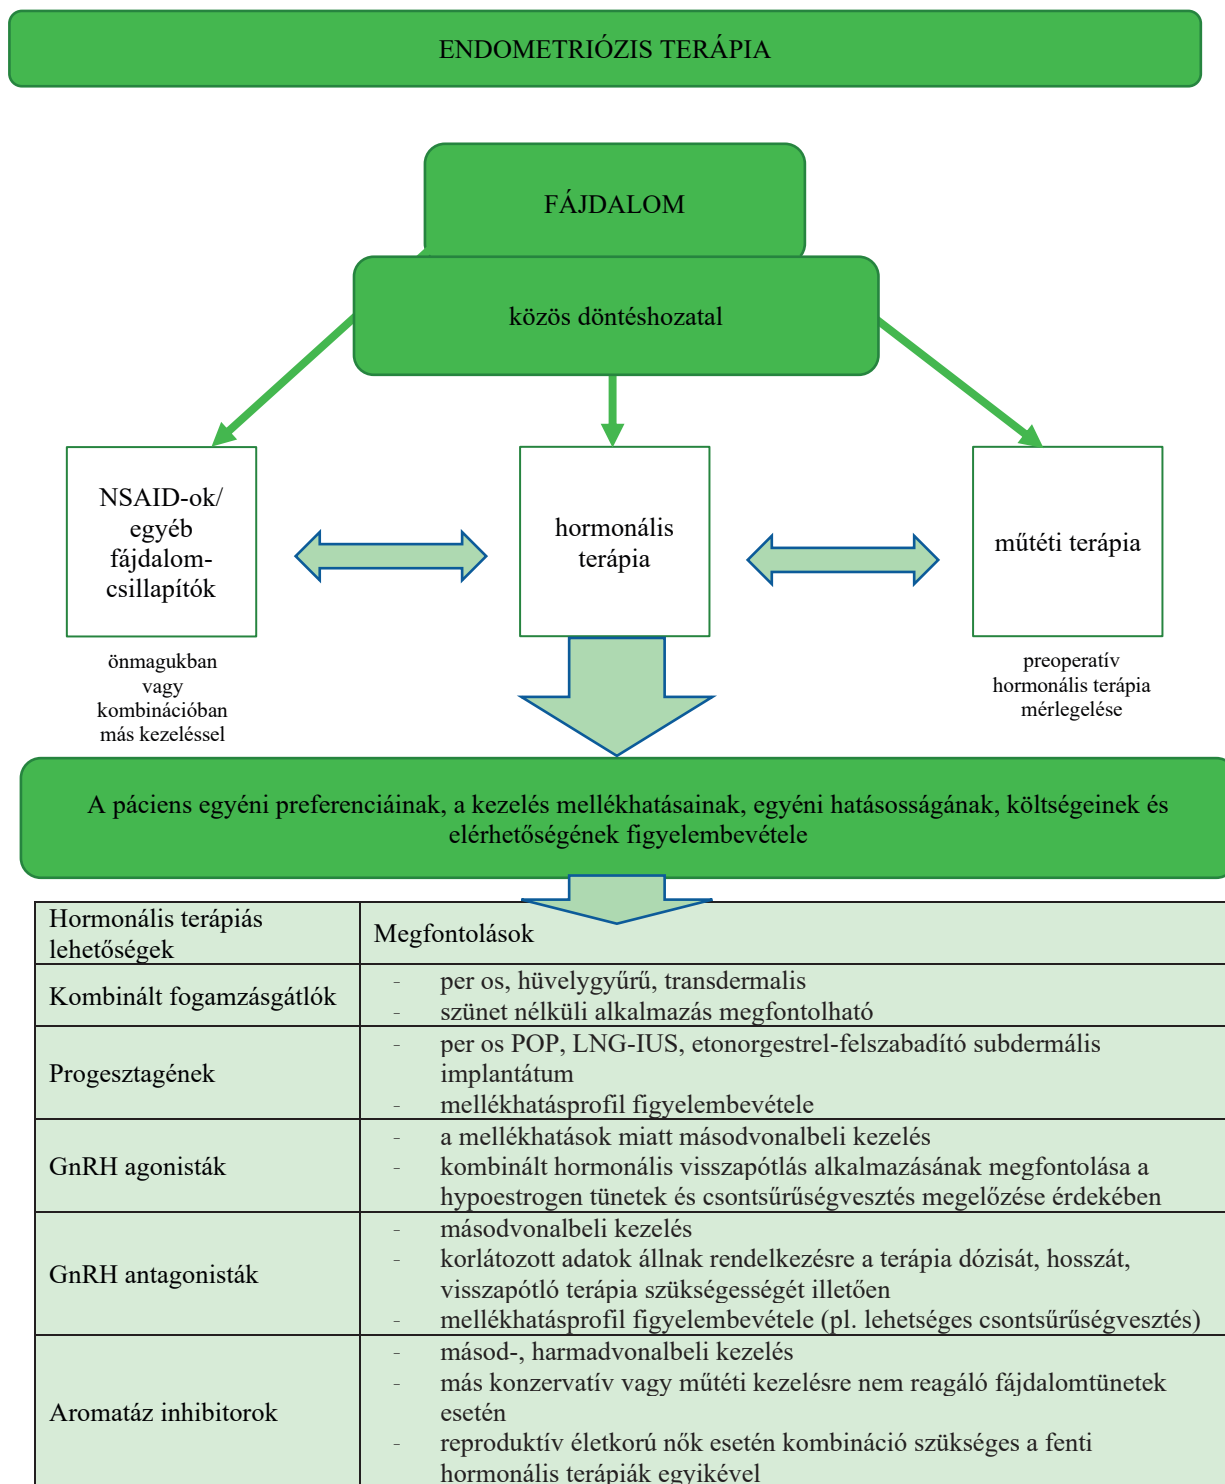 ENDOMETRIÓZIS TERÁPIA
FÁJDALOM
közös döntéshozatal
NSAID-ok/
egyéb
fájdalom-
csillapítók
hormonális
terápia
műtéti terápia
önmagukban
vagy
kombinációban
más kezeléssel
preoperatív
hormonális terápia
mérlegelése
A páciens egyéni preferenciáinak, a kezelés mellékhatásainak, egyéni hatásosságának, költségeinek és
elérhetőségének figyelembevétele
Hormonális terápiás
lehetőségek
Megfontolások
Kombinált fogamzásgátlók
- per os, hüvelygyűrű, transdermalis
- szünet nélküli alkalmazás megfontolható
Progesztagének
- per os POP, LNG-IUS, etonorgestrel-felszabadító subdermális
implantátum
- mellékhatásprofil figyelembevétele
GnRH agonisták
- a mellékhatások miatt másodvonalbeli kezelés
- kombinált hormonális visszapótlás alkalmazásának megfontolása a
hypoestrogen tünetek és csontsűrűségvesztés megelőzése érdekében
GnRH antagonisták
- másodvonalbeli kezelés
- korlátozott adatok állnak rendelkezésre a terápia dózisát, hosszát,
visszapótló terápia szükségességét illetően
- mellékhatásprofil figyelembevétele (pl. lehetséges csontsűrűségvesztés)
Aromatáz inhibitorok
- másod-, harmadvonalbeli kezelés
- más konzervatív vagy műtéti kezelésre nem reagáló fájdalomtünetek
esetén
- reproduktív életkorú nők esetén kombináció szükséges a fenti
hormonális terápiák egyikével